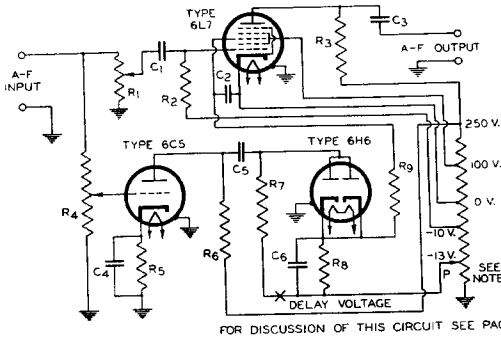 TYPE
6L7
C3
R3
A-F
INPUT
A-F OUTPUT
C1
R1
C2
R2
250 V.
TYPE 6C5
TYPE 6H6
100 V.
C5
R7
R9
0 V.
R4
R6
-10 V.
-13 V.
C4
R5
C6
R8
P
SEE
NOTE
DELAY VOLTAGE
FOR DISCUSSION OF THIS CIRCUIT SEE PAG